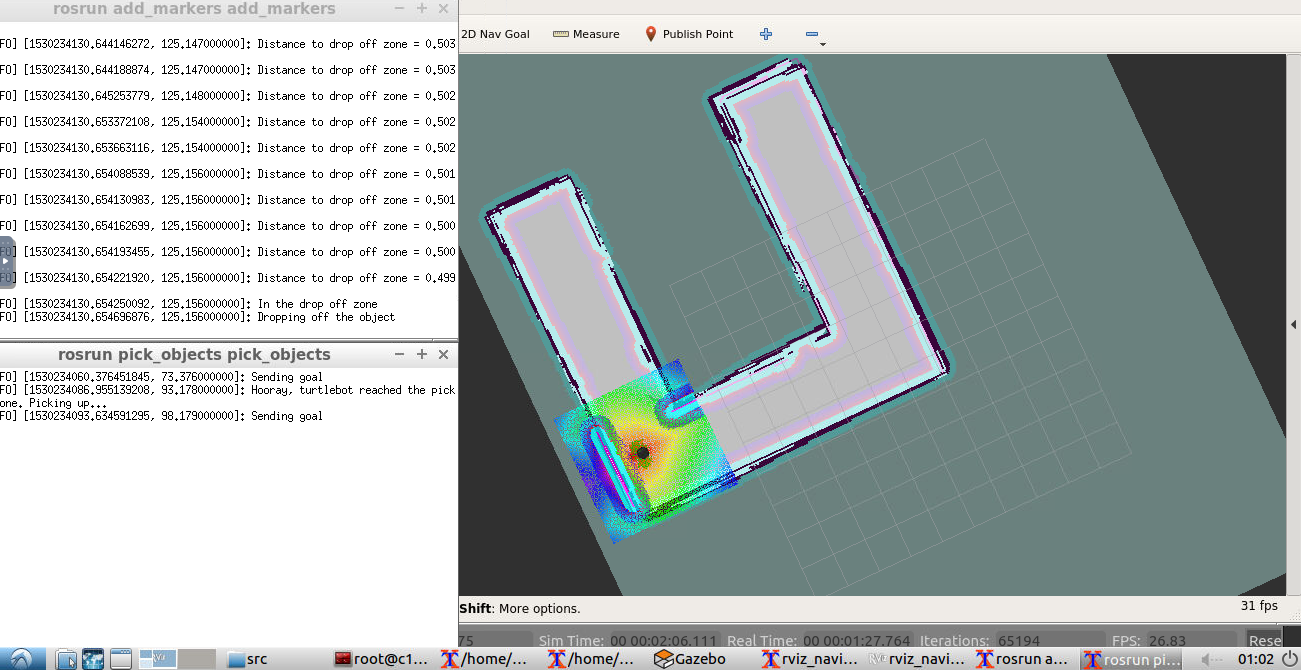 rosrun add_markers add_markers
FO] [1530234130.644146272, 125.147000000]: Distance to drop off zone = 0.503
FO] [1530234130.644188874, 125.147000000]: Distance to drop off zone = 0.503
FO] [1530234130.645253779, 125.148000000]: Distance to drop off zone = 0.502
FO] [1530234130.653372108, 125.154000000]: Distance to drop off zone = 0.502
FO] [1530234130.653663116, 125.154000000]: Distance to drop off zone = 0.502
FO] [1530234130.654088539, 125.156000000]: Distance to drop off zone = 0.501
FO] [1530234130.654130983, 125.156000000]: Distance to drop off zone = 0.501
FO] [1530234130.654162699, 125.156000000]: Distance to drop off zone = 0.500
FO] [1530234130.654193455, 125.156000000]: Distance to drop off zone = 0.500
FO] [1530234130.654221920, 125.156000000]: Distance to drop off zone = 0.499
FO] [1530234130.654250092, 125.156000000]: In the drop off zone
FO] [1530234130.654696876, 125.156000000]: Dropping off the object
rosrun pick_objects pick_objects
FO] [1530234060.376451845, 73.376000000]: Sending goal
FO] [1530234086.955139208, 93.178000000]: Hooray, turtlebot reached the pick
one. Picking up...
FO] [1530234093.634591295, 98.179000000]: Sending goal
2D Nav Goal Measure Publish Point
Shift: More options. 31 fps
75 Sim Time: 00 00:02:06.111 Real Time: 00 00:01:27.764 Iterations: 65194 FPS: 26.83 Rese
src root@c1... /home/... /home/... Gazebo rviz_navi... rviz_navi... rosrun a... rosrun pi... 01:02